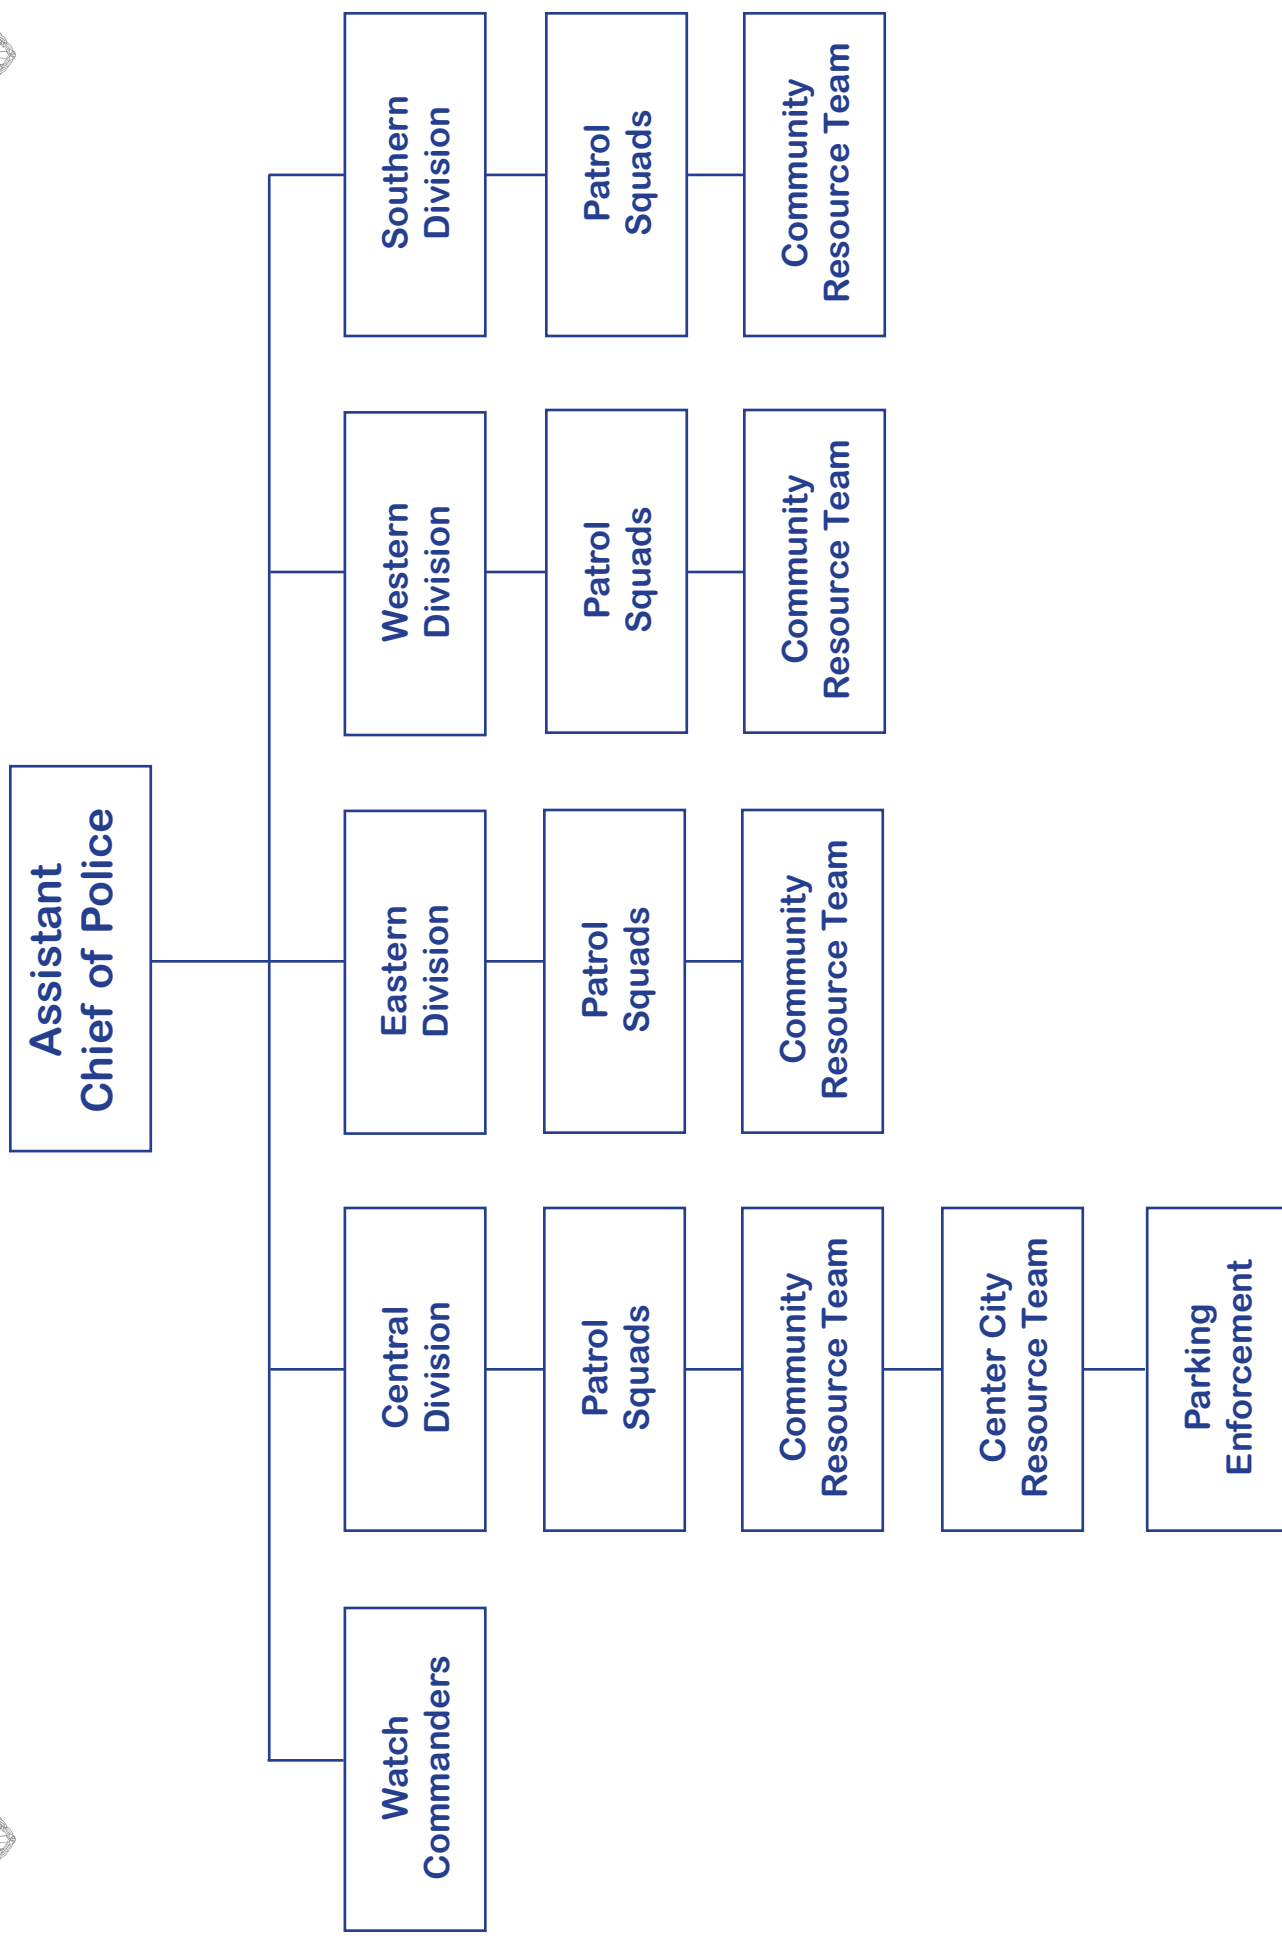 Assistant
Chief of Police
Watch
Commanders
Central
Division
Eastern
Division
Western
Division
Southern
Division
Patrol
Squads
Patrol
Squads
Patrol
Squads
Patrol
Squads
Community
Resource Team
Community
Resource Team
Community
Resource Team
Community
Resource Team
Center City
Resource Team
Parking
Enforcement